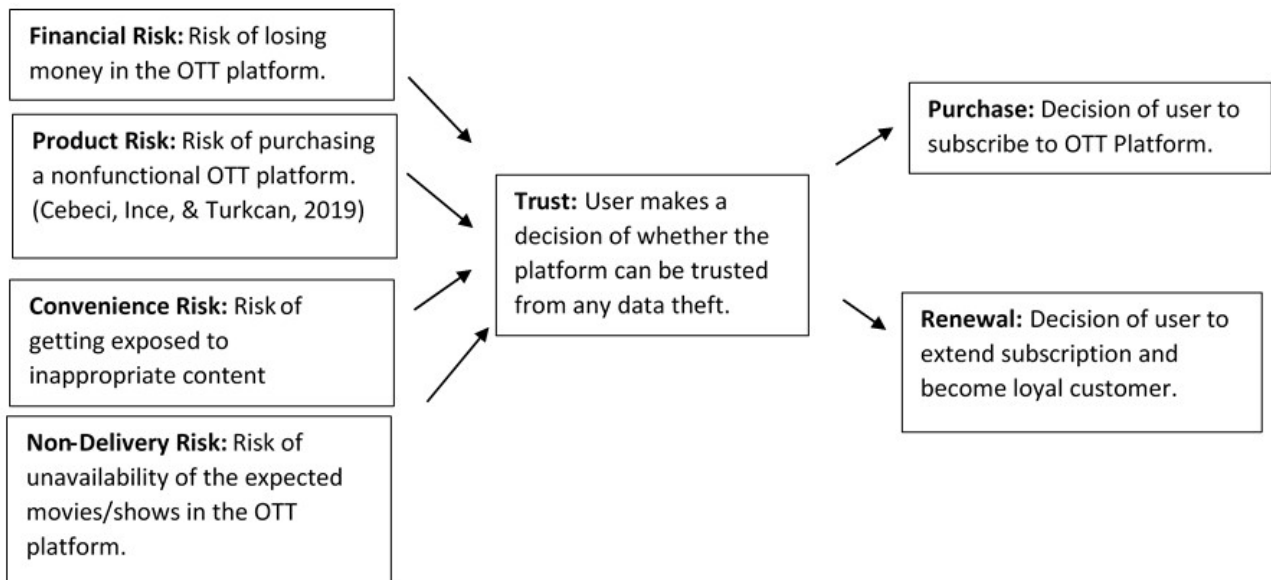 Financial Risk: Risk of losing
money in the OTT platform.
Product Risk: Risk of purchasing
a nonfunctional OTT platform.
(Cebeci, Ince, & Turkcan, 2019)
Convenience Risk: Risk of
getting exposed to
inappropriate content
Non-Delivery Risk: Risk of
unavailability of the expected
movies/shows in the OTT
platform.
Trust: User makes a
decision of whether the
platform can be trusted
from any data theft.
Purchase: Decision of user to
subscribe to OTT Platform.
Renewal: Decision of user to
extend subscription and
become loyal customer.